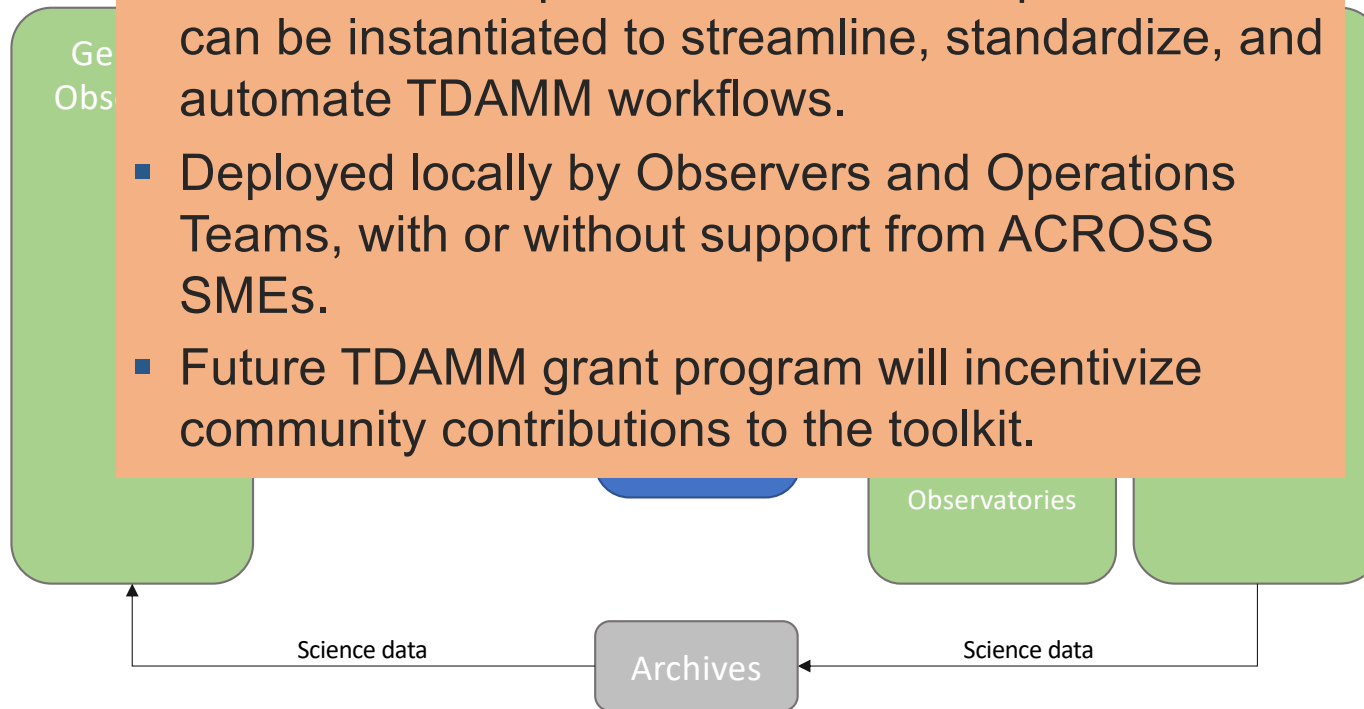 can be instantiated to streamline, standardize, and
automate TDAMM workflows.
▪ Deployed locally by Observers and Operations
Teams, with or without support from ACROSS
SMEs.
▪ Future TDAMM grant program will incentivize
community contributions to the toolkit.
Observatories
Science data
Archives
Science data